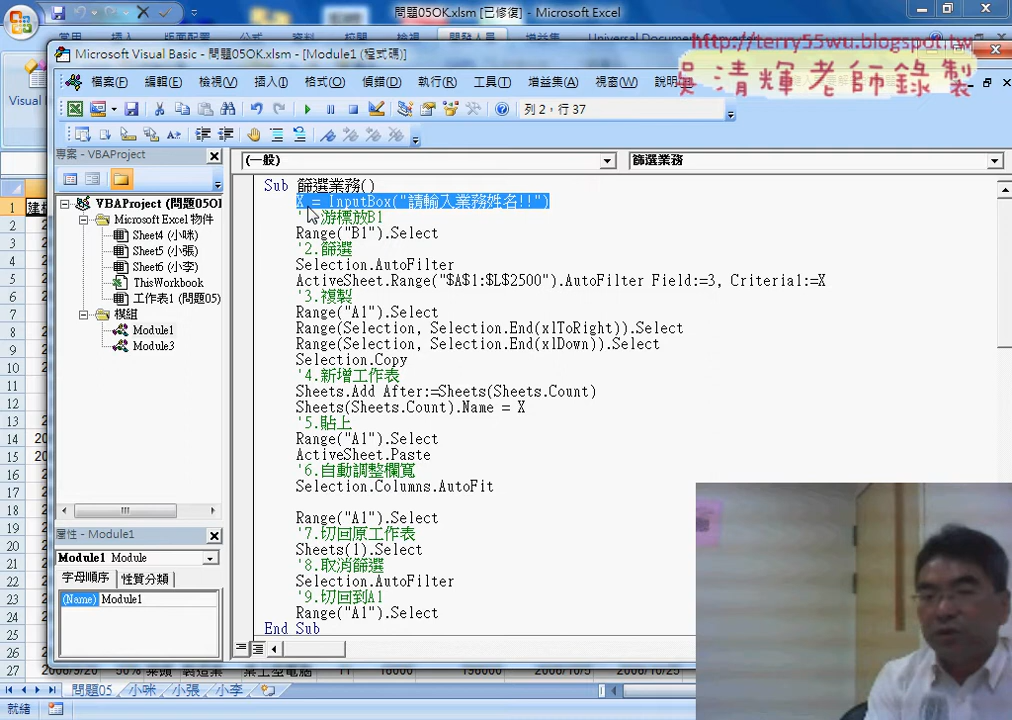 問題05OK.xlsm [已修復] - Microsoft Excel
http://terry55wu.blogspot.tw
吳清輝老師錄製
Microsoft Visual Basic - 問題05OK.xlsm - [Module1 (程式碼)]
檔案(F) 編輯(E) 檢視(V) 插入(I) 格式(O) 偵錯(D) 執行(R) 工具(T) 增益集(A) 視窗(W)
列 2，行 37
專案 - VBAProject
(一般) 篩選業務
VBAProject (問題05O
Microsoft Excel 物件
Sheet4 (小咪)
Sheet5 (小張)
Sheet6 (小李)
ThisWorkbook
工作表1 (問題05)
模組
Module1
Module3
Sub 篩選業務()
X = InputBox("請輸入業務姓名!!")
游標放B1
Range("B1").Select
'2.篩選
Selection.AutoFilter
ActiveSheet.Range("$A$1:$L$2500").AutoFilter Field:=3, Criteria1:=X
'3.複製
Range("A1").Select
Range(Selection, Selection.End(xlToRight)).Select
Range(Selection, Selection.End(xlDown)).Select
Selection.Copy
'4.新增工作表
Sheets.Add After:=Sheets(Sheets.Count)
Sheets(Sheets.Count).Name = X
'5.貼上
Range("A1").Select
ActiveSheet.Paste
'6.自動調整欄寬
Selection.Columns.AutoFit
Range("A1").Select
'7.切回原工作表
Sheets(1).Select
'8.取消篩選
Selection.AutoFilter
'9.切回到A1
Range("A1").Select
End Sub
屬性 - Module1
Module1 Module
字母順序 性質分類
(Name) Module1
問題05 小咪 小張 小李
就緒